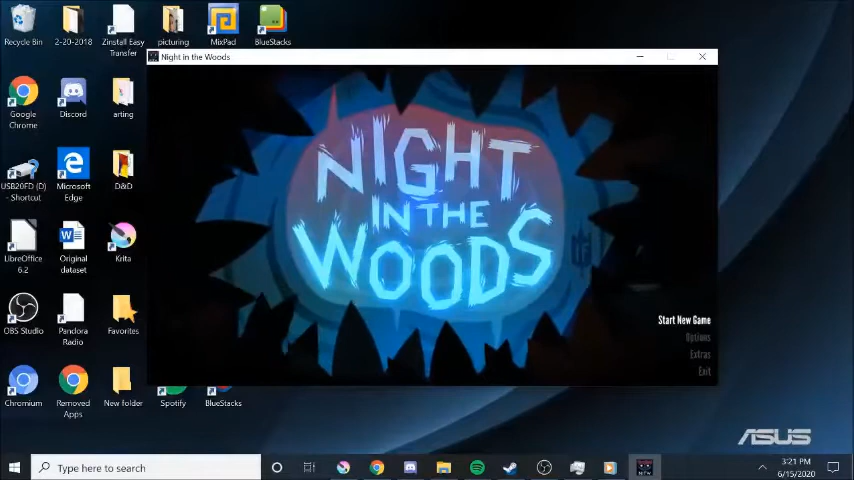 Recycle Bin
2-20-2018
Zinstall Easy
Transfer
picturing
MixPad
BlueStacks
Night in the Woods
Google
Chrome
Discord
arting
NIGHT
IN THE
WOODS
USB20FD (D)
- Shortcut
Microsoft
Edge
D&D
LibreOffice
6.2
Original
dataset
Krita
OBS Studio
Pandora
Radio
Favorites
Start New Game
Options
Extras
Exit
Chromium
Removed
Apps
New folder
Spotify
BlueStacks
ASUS
Type here to search
NITW
3:21 PM
6/15/2020